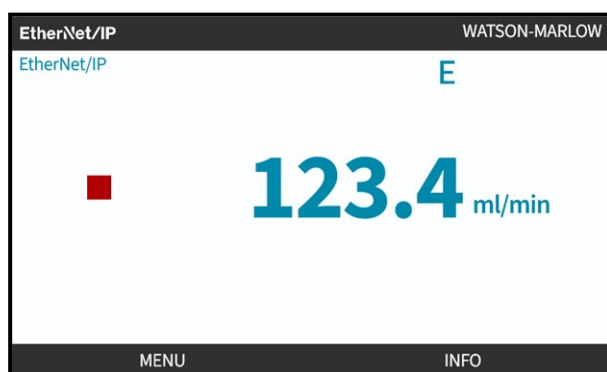 EtherNet/IP WATSON-MARLOW
EtherNet/IP E
123.4 ml/min
MENU INFO